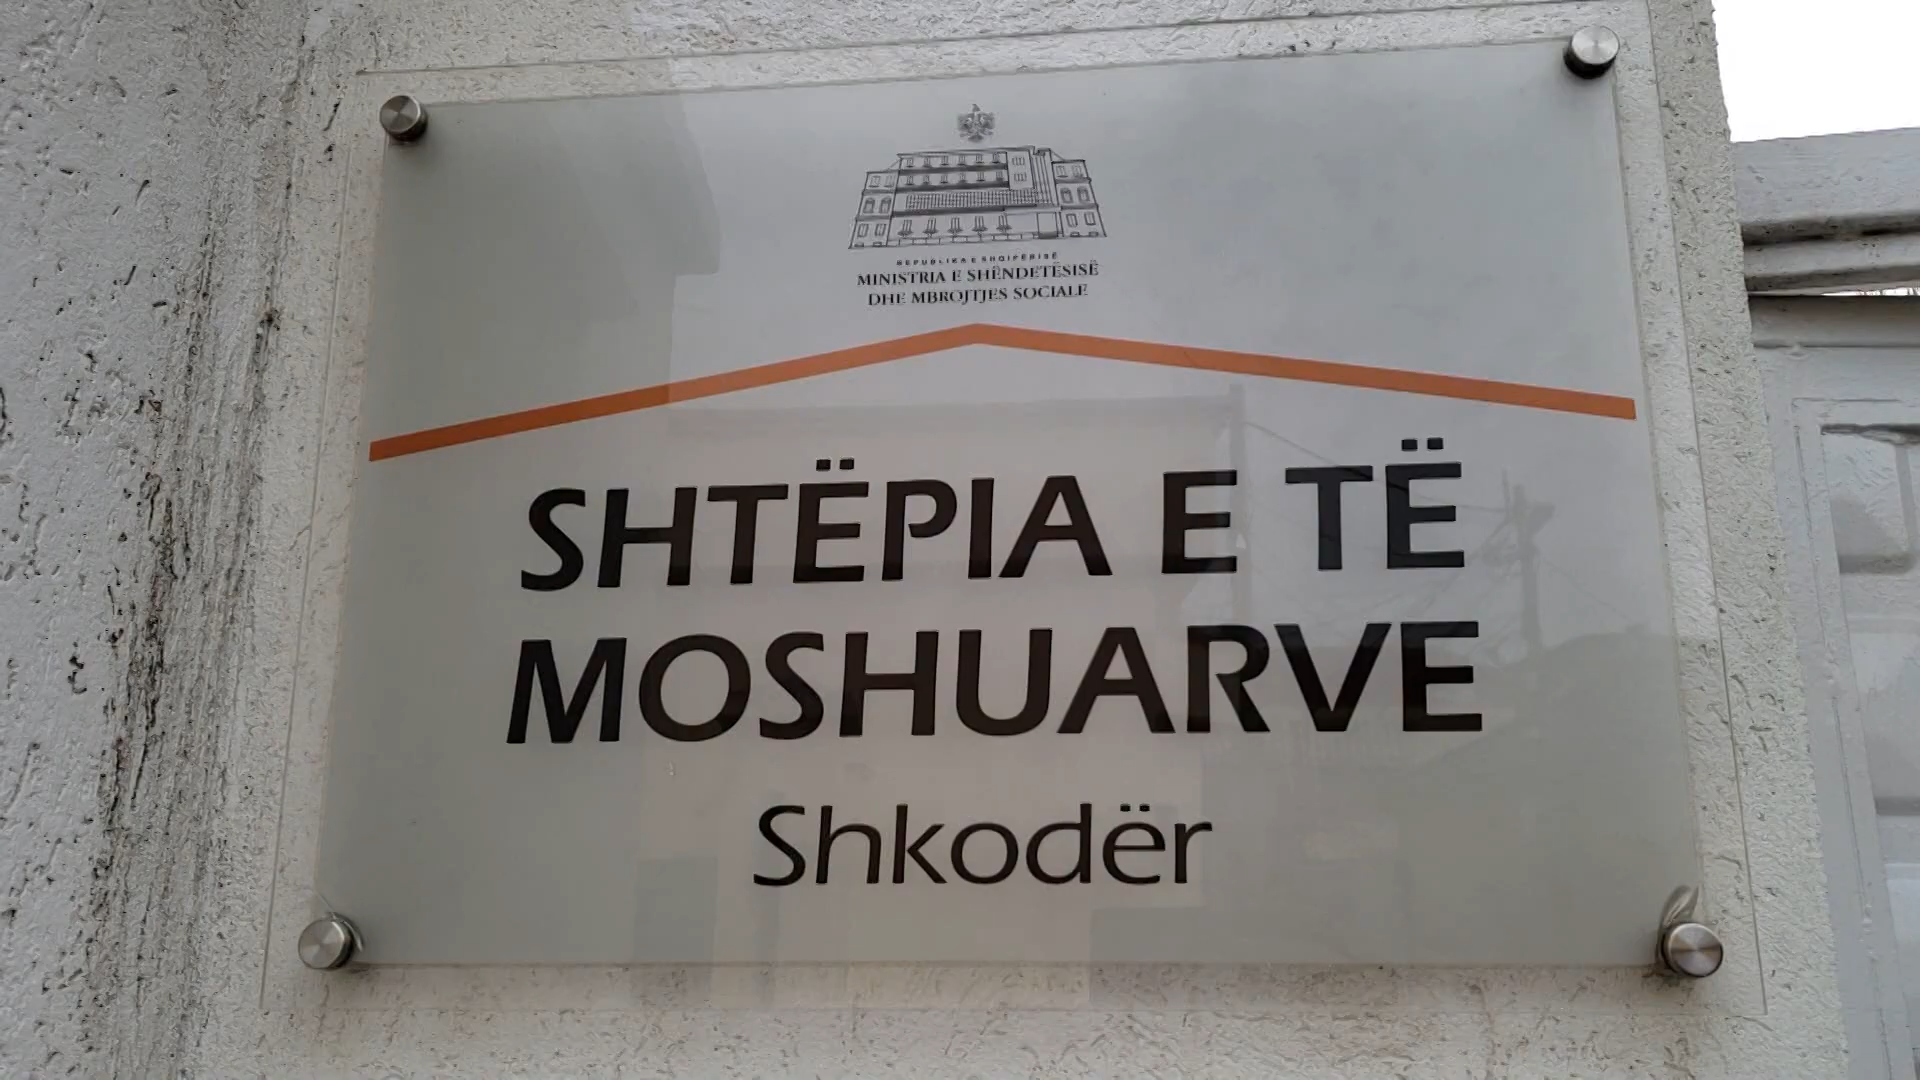 REPUBLIKA E SHQIPËRISË
MINISTRIA E SHËNDETËSISË
DHE MBROJTJES SOCIALE
SHTËPIA E TË
MOSHUARVE
Shkodër